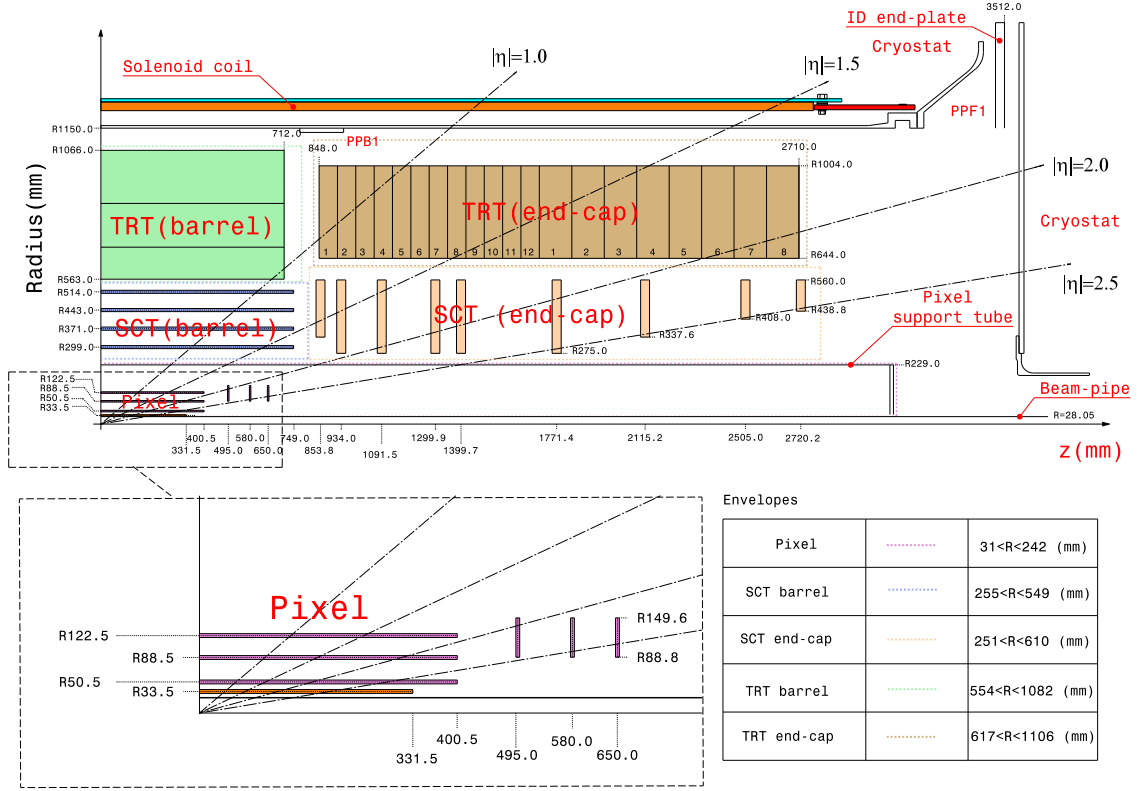 3512.0
ID end-plate
Cryostat
|η|=1.0
|η|=1.5
Solenoid coil
PPF1
R1150.0
712.0
PPB1
R1066.0
848.0
2710.0
R1004.0
|η|=2.0
Radius(mm)
TRT(barrel)
TRT(end-cap)
Cryostat
1 2 3 4 5 6 7 8 9 10 11 12 1 2 3 4 5 6 7 8
R644.0
R563.0
R514.0
R443.0
R371.0
R299.0
SCT(barrel)
SCT (end-cap)
R560.0
R438.8
R408.0
R337.6
R275.0
|η|=2.5
Pixel
support tube
R229.0
R122.5
R88.5
R50.5
R33.5
Pixel
Beam-pipe
R=28.05
400.5 580.0 749.0 934.0 1299.9 1771.4 2115.2 2505.0 2720.2
331.5 495.0 650.0 853.8 1091.5 1399.7
z(mm)
Pixel
R122.5
R88.5
R50.5
R33.5
R149.6
R88.8
400.5
331.5
495.0
580.0
650.0
Envelopes
Pixel 31<R<242 (mm)
SCT barrel 255<R<549 (mm)
SCT end-cap 251<R<610 (mm)
TRT barrel 554<R<1082 (mm)
TRT end-cap 617<R<1106 (mm)